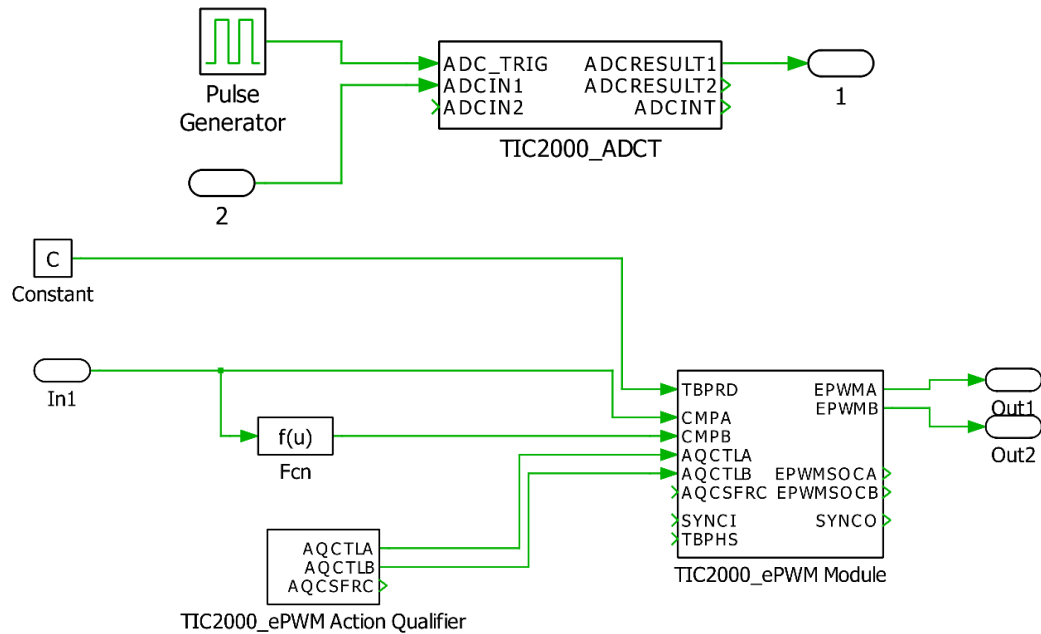 Pulse
Generator
ADC_TRIG ADCRESULT1
ADCIN1 ADCRESULT2
ADCIN2 ADCINT
TIC2000_ADCT
1
2
C
Constant
In1
f(u)
Fcn
TBPRD EPWMA
EPWMB
CMPA
CMPB
AQCTLA
AQCTLB EPWMSOCA
AQCSFRC EPWMSOCB
SYNCI SYNCO
TBPHS
TIC2000_ePWM Module
Out1
Out2
AQCTLA
AQCTLB
AQCSFRC
TIC2000_ePWM Action Qualifier